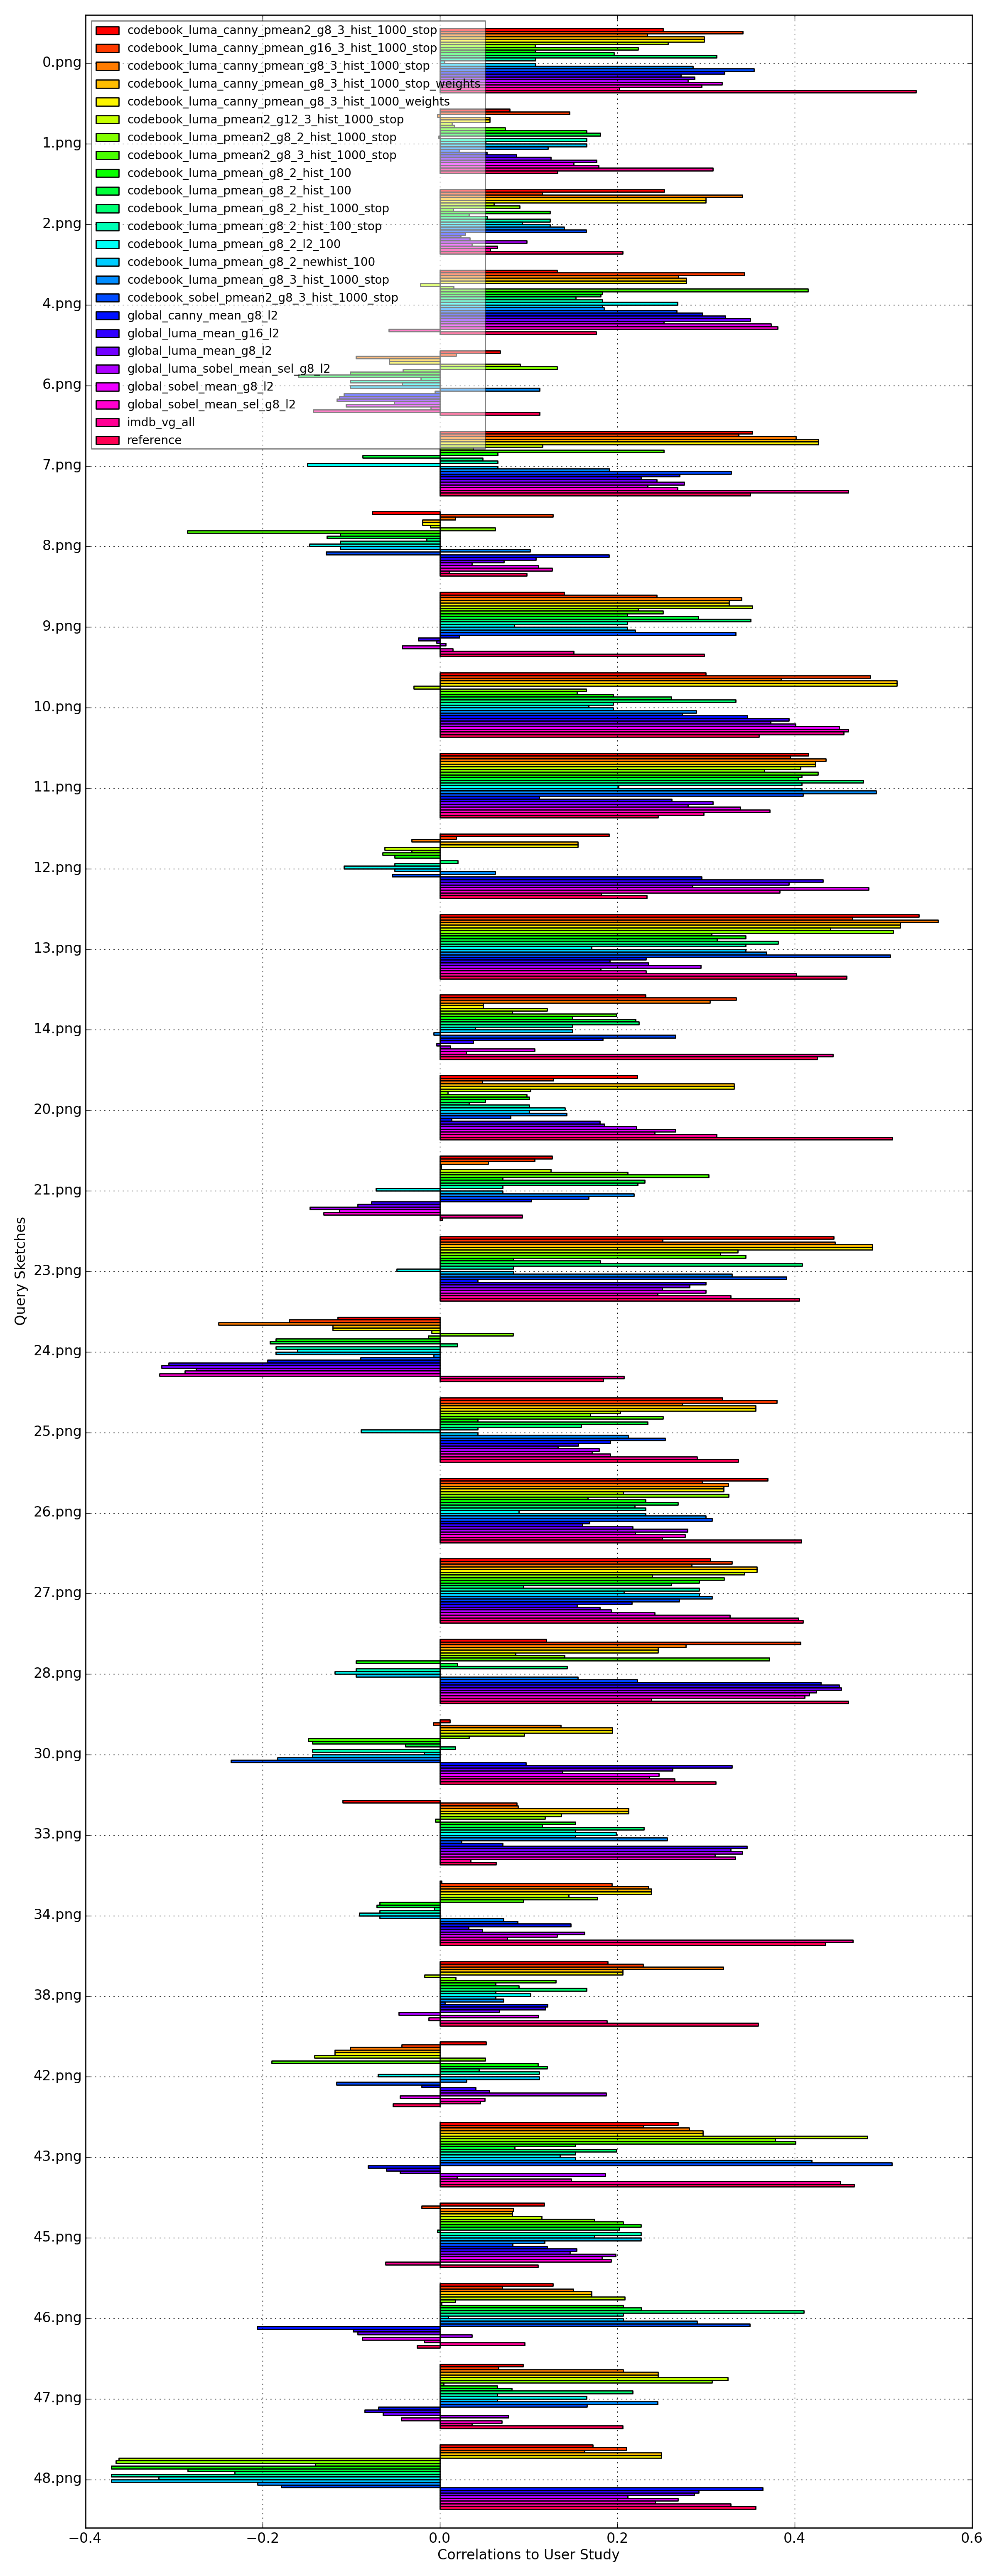 codebook_luma_canny_pmean2_g8_3_hist_1000_stop
codebook_luma_canny_pmean_g16_3_hist_1000_stop
codebook_luma_canny_pmean_g8_3_hist_1000_stop
codebook_luma_canny_pmean_g8_3_hist_1000_stop_weights
codebook_luma_canny_pmean_g8_3_hist_1000_weights
codebook_luma_pmean2_g12_3_hist_1000_stop
codebook_luma_pmean2_g8_2_hist_1000_stop
codebook_luma_pmean2_g8_3_hist_1000_stop
codebook_luma_pmean_g8_2_hist_100
codebook_luma_pmean_g8_2_hist_100
codebook_luma_pmean_g8_2_hist_1000_stop
codebook_luma_pmean_g8_2_hist_100_stop
codebook_luma_pmean_g8_2_l2_100
codebook_luma_pmean_g8_2_newhist_100
codebook_luma_pmean_g8_3_hist_1000_stop
codebook_sobel_pmean2_g8_3_hist_1000_stop
global_canny_mean_g8_l2
global_luma_mean_g16_l2
global_luma_mean_g8_l2
global_luma_sobel_mean_sel_g8_l2
global_sobel_mean_g8_l2
global_sobel_mean_sel_g8_l2
imdb_vg_all
reference
0.png
1.png
2.png
4.png
6.png
7.png
8.png
9.png
10.png
11.png
12.png
13.png
14.png
20.png
21.png
23.png
24.png
25.png
26.png
27.png
28.png
30.png
33.png
34.png
38.png
42.png
43.png
45.png
46.png
47.png
48.png
Query Sketches
−0.4 −0.2 0.0 0.2 0.4 0.6
Correlations to User Study